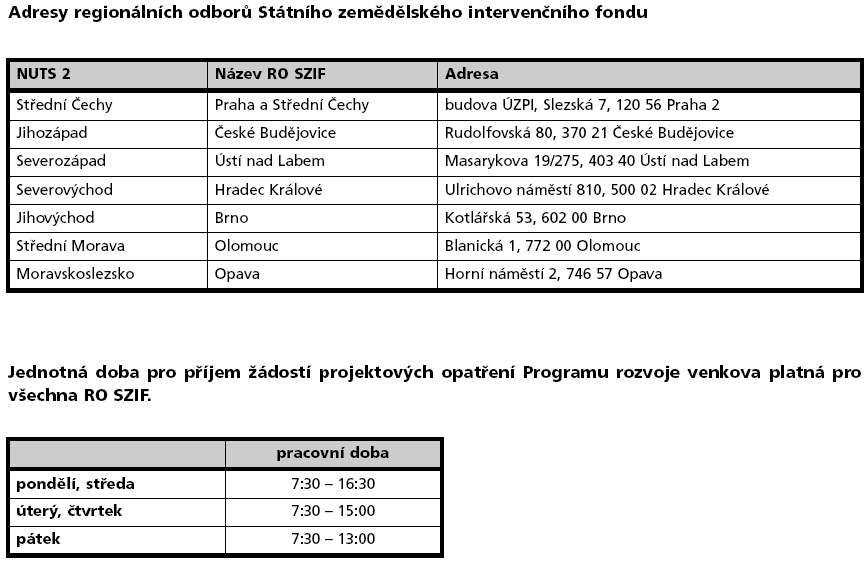 Adresy regionálních odborů Státního zemědělského intervenčního fondu
NUTS 2 Název RO SZIF Adresa
Střední Čechy Praha a Střední Čechy budova ÚZPI, Slezská 7, 120 56 Praha 2
Jihozápad České Budějovice Rudolfovská 80, 370 21 České Budějovice
Severozápad Ústí nad Labem Masarykova 19/275, 403 40 Ústí nad Labem
Severovýchod Hradec Králové Ulrichovo náměstí 810, 500 02 Hradec Králové
Jihovýchod Brno Kotlářská 53, 602 00 Brno
Střední Morava Olomouc Blanická 1, 772 00 Olomouc
Moravskoslezsko Opava Horní náměstí 2, 746 57 Opava
Jednotná doba pro příjem žádostí projektových opatření Programu rozvoje venkova platná pro
všechna RO SZIF.
pracovní doba
pondělí, středa 7:30 – 16:30
úterý, čtvrtek 7:30 – 15:00
pátek 7:30 – 13:00